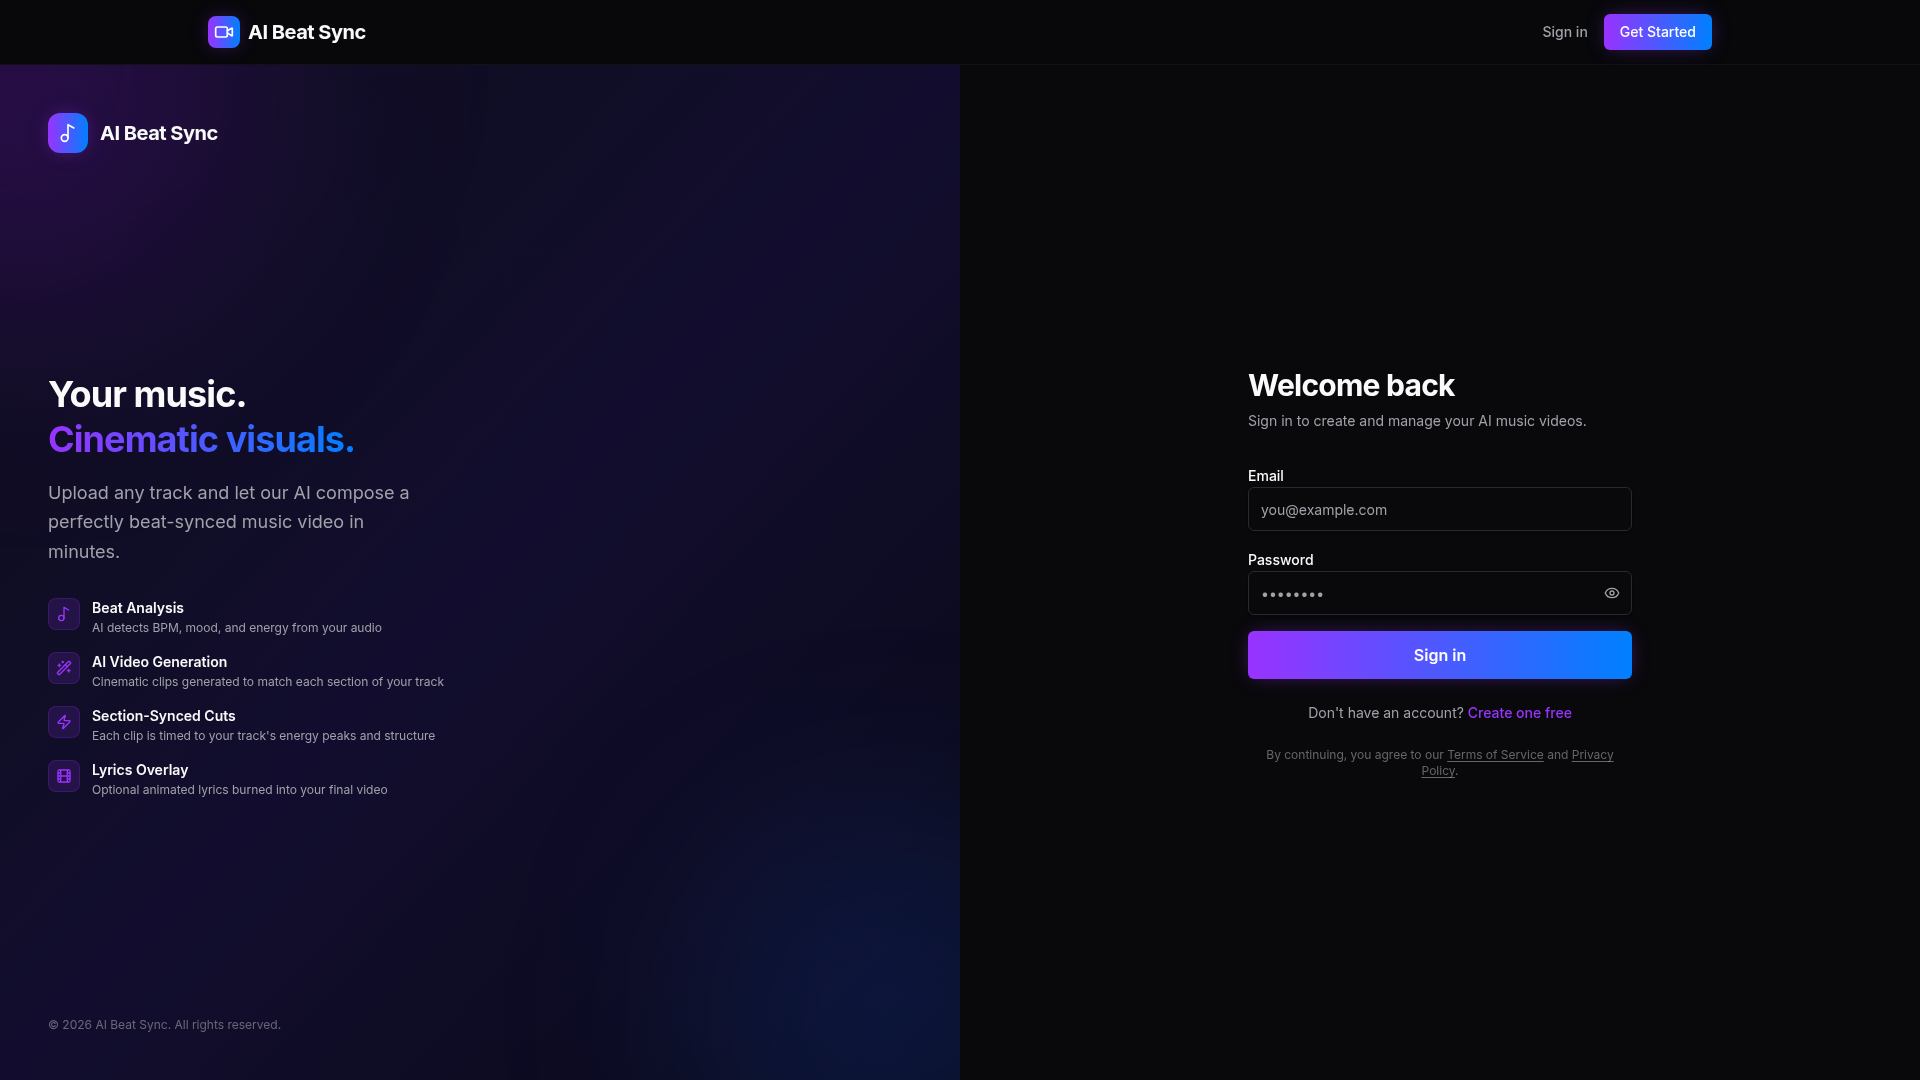 AI Beat Sync
Sign in
Get Started
AI Beat Sync
Your music.
Cinematic visuals.
Upload any track and let our AI compose a
perfectly beat-synced music video in
minutes.
Beat Analysis
AI detects BPM, mood, and energy from your audio
AI Video Generation
Cinematic clips generated to match each section of your track
Section-Synced Cuts
Each clip is timed to your track's energy peaks and structure
Lyrics Overlay
Optional animated lyrics burned into your final video
© 2026 AI Beat Sync. All rights reserved.
Welcome back
Sign in to create and manage your AI music videos.
Email
you@example.com
Password
••••••••
Sign in
Don't have an account? Create one free
By continuing, you agree to our Terms of Service and Privacy
Policy.